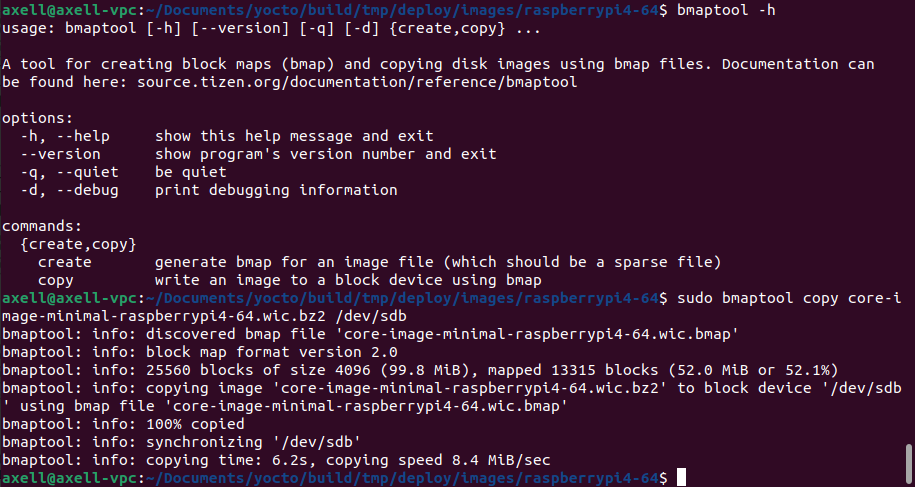 axell@axell-vpc:~/Documents/yocto/build/tmp/deploy/images/raspberrypi4-64$ bmaptool -h
usage: bmaptool [-h] [--version] [-q] [-d] {create,copy} ...

A tool for creating block maps (bmap) and copying disk images using bmap files. Documentation can
be found here: source.tizen.org/documentation/reference/bmaptool

options:
  -h, --help     show this help message and exit
  --version      show program's version number and exit
  -q, --quiet    be quiet
  -d, --debug    print debugging information

commands:
  {create,copy}
    create       generate bmap for an image file (which should be a sparse file)
    copy         write an image to a block device using bmap
axell@axell-vpc:~/Documents/yocto/build/tmp/deploy/images/raspberrypi4-64$ sudo bmaptool copy core-i
mage-minimal-raspberrypi4-64.wic.bz2 /dev/sdb
bmaptool: info: discovered bmap file 'core-image-minimal-raspberrypi4-64.wic.bmap'
bmaptool: info: block map format version 2.0
bmaptool: info: 25560 blocks of size 4096 (99.8 MiB), mapped 13315 blocks (52.0 MiB or 52.1%)
bmaptool: info: copying image 'core-image-minimal-raspberrypi4-64.wic.bz2' to block device '/dev/sdb
' using bmap file 'core-image-minimal-raspberrypi4-64.wic.bmap'
bmaptool: info: 100% copied
bmaptool: info: synchronizing '/dev/sdb'
bmaptool: info: copying time: 6.2s, copying speed 8.4 MiB/sec
axell@axell-vpc:~/Documents/yocto/build/tmp/deploy/images/raspberrypi4-64$